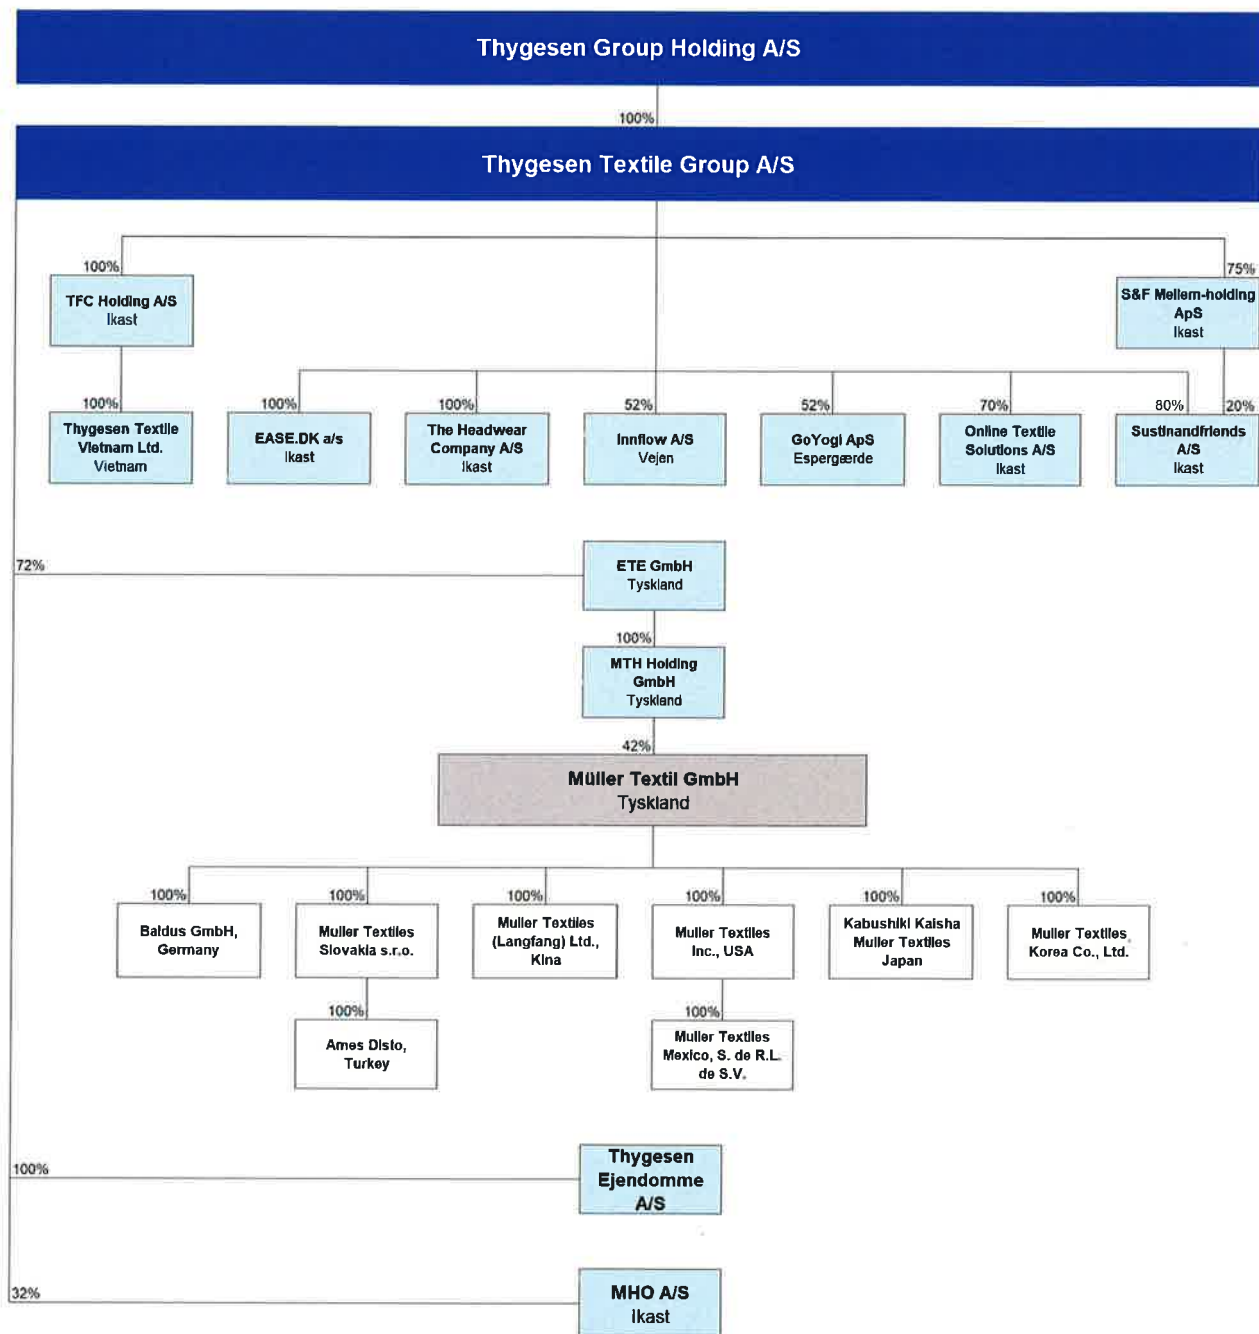 Thygesen Group Holding A/S
100%
Thygesen Textile Group A/S
100%
75%
TFC Holding A/S
Ikast
S&F Mellem-holding
ApS
Ikast
100%
100%
100%
52%
52%
70%
80%
20%
Thygesen Textile
Vietnam Ltd.
Vietnam
EASE.DK a/s
Ikast
The Headwear
Company A/S
Ikast
Innflow A/S
Vejen
GoYogi ApS
Espergærde
Online Textile
Solutions A/S
Ikast
Sustinandfriends
A/S
Ikast
72%
ETE GmbH
Tyskland
100%
MTH Holding
GmbH
Tyskland
42%
Müller Textil GmbH
Tyskland
100%
100%
100%
100%
100%
100%
Baldus GmbH,
Germany
Muller Textiles
Slovakia s.r.o.
Muller Textiles
(Langfang) Ltd.,
Kina
Muller Textiles
Inc., USA
Kabushiki Kaisha
Muller Textiles
Japan
Muller Textiles
Korea Co., Ltd.
100%
100%
Ames Disto,
Turkey
Muller Textiles
Mexico, S. de R.L.
de S.V.
100%
Thygesen
Ejendomme
A/S
32%
MHO A/S
Ikast